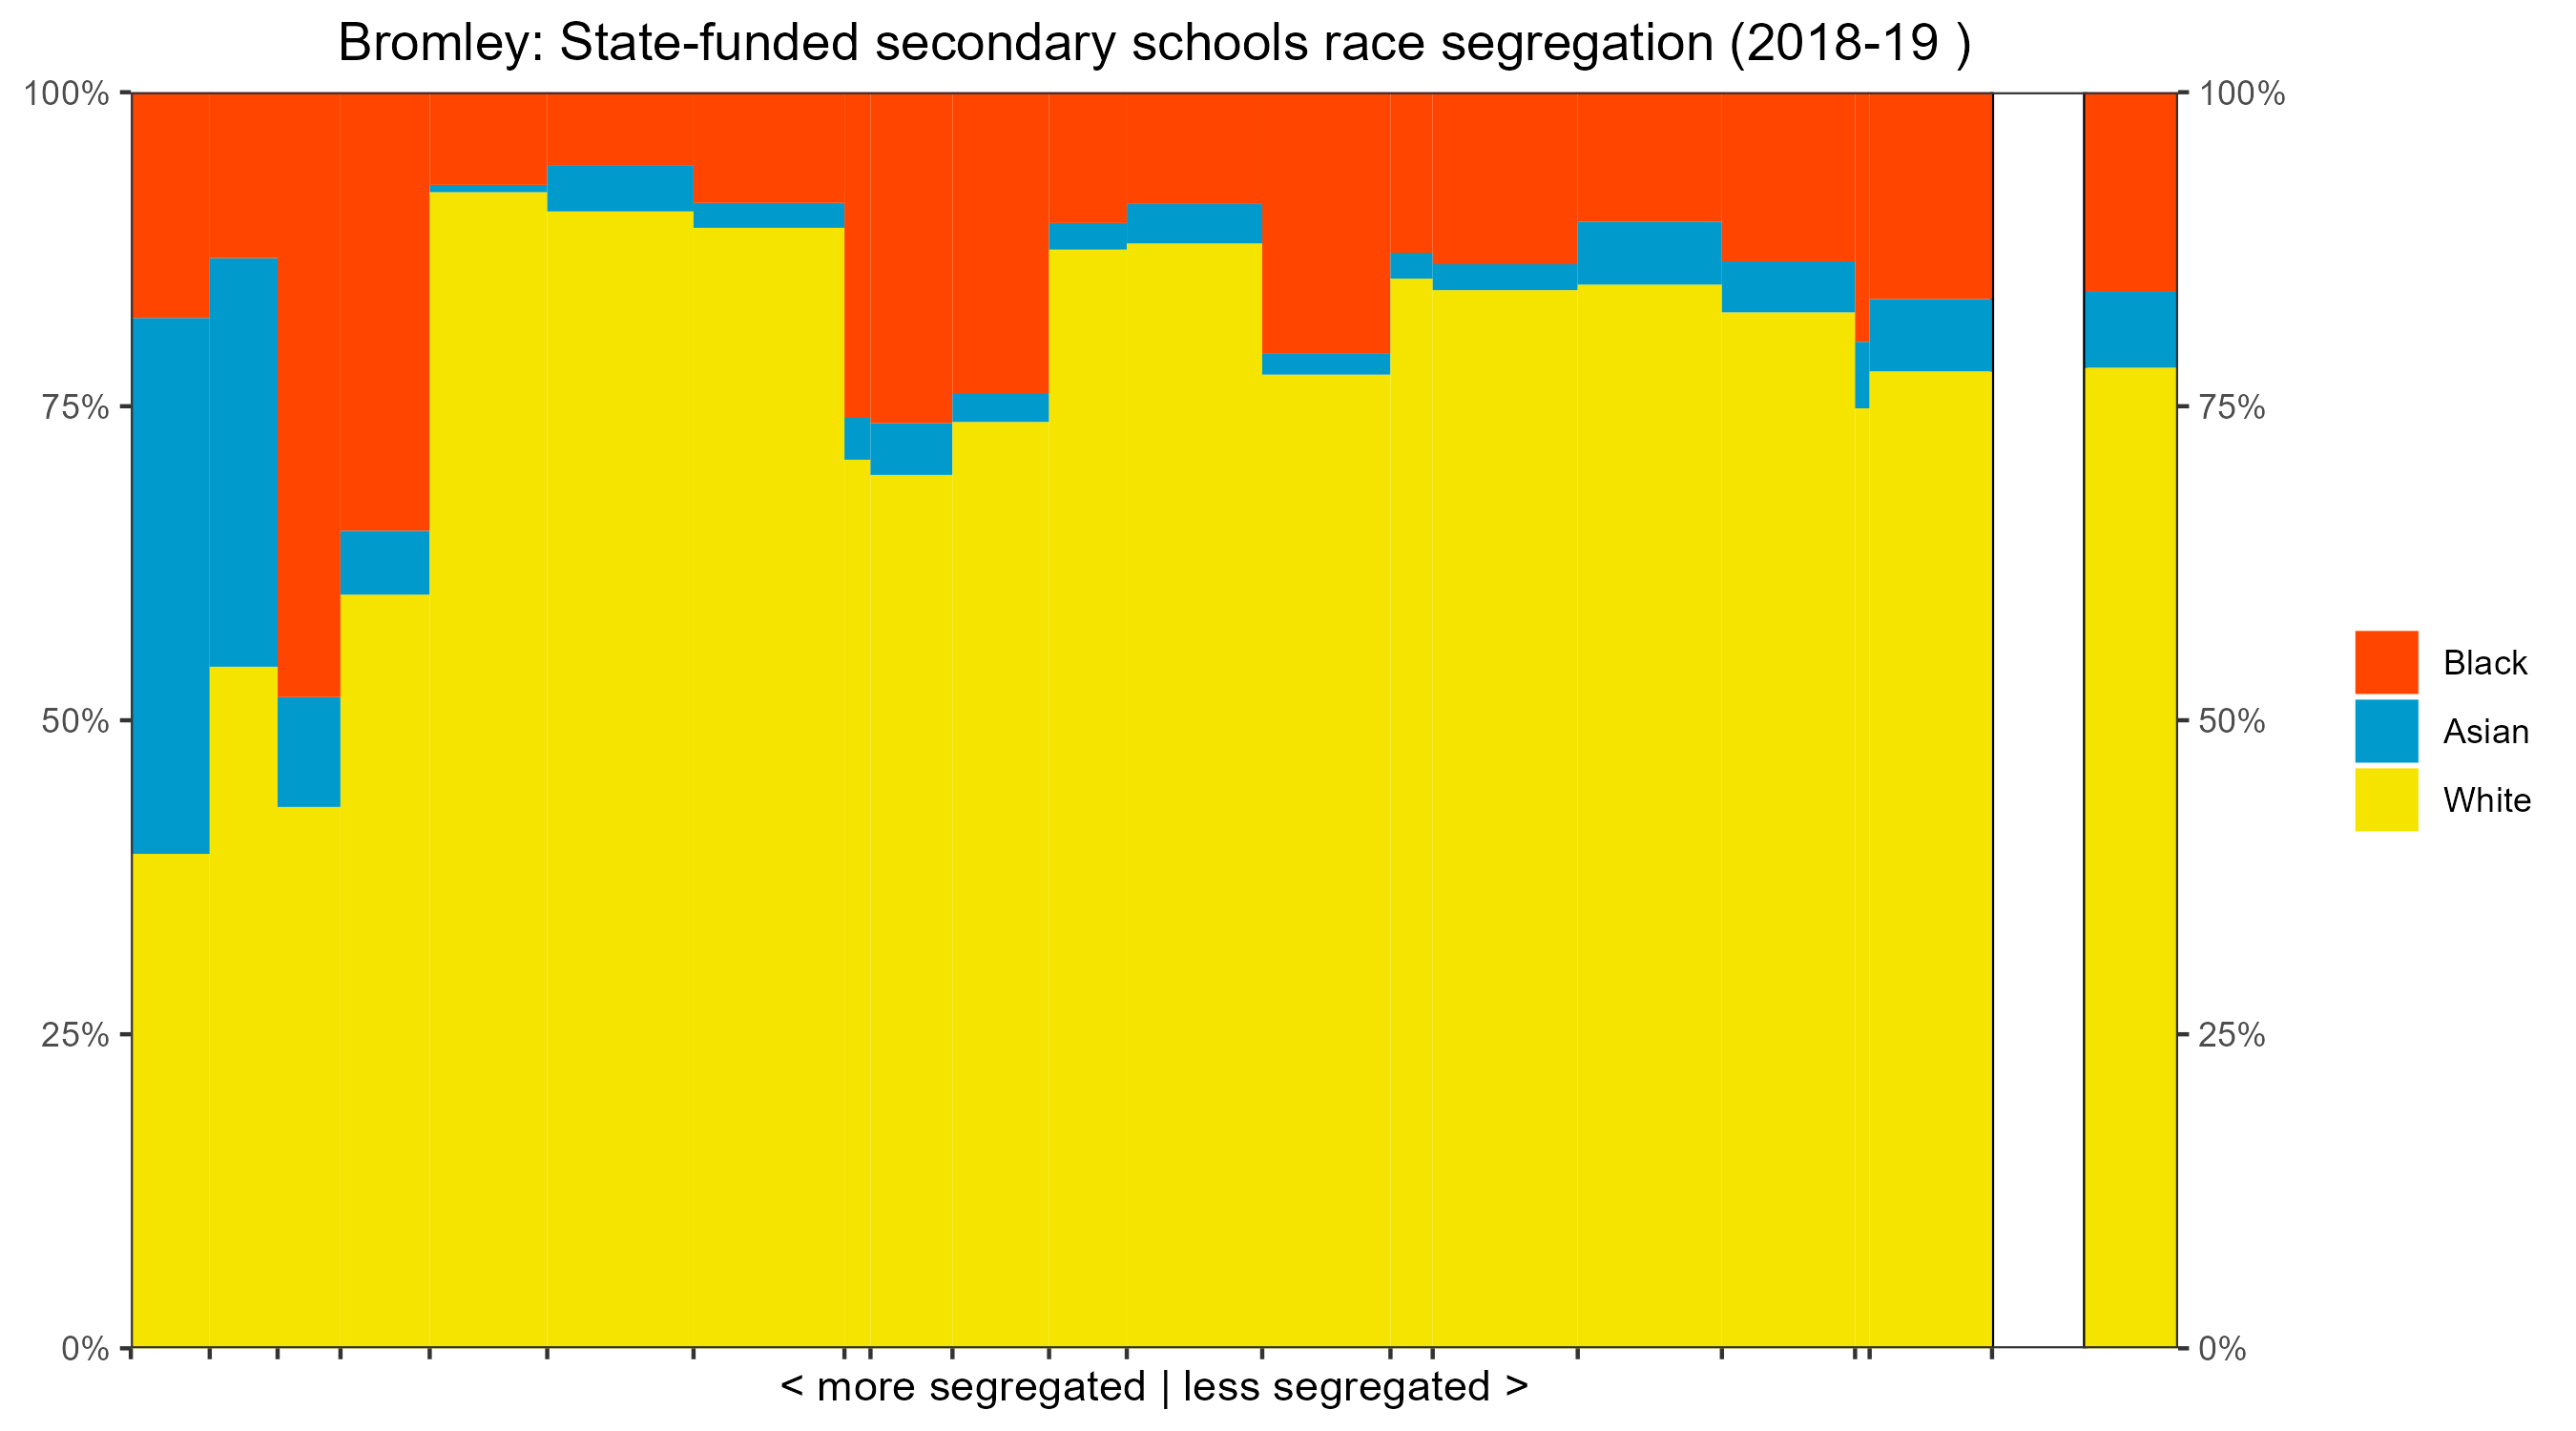 Bromley: State-funded secondary schools race segregation (2018-19 )
100%
75%
50%
25%
0%
100%
75%
50%
25%
0%
Black
Asian
White
< more segregated | less segregated >